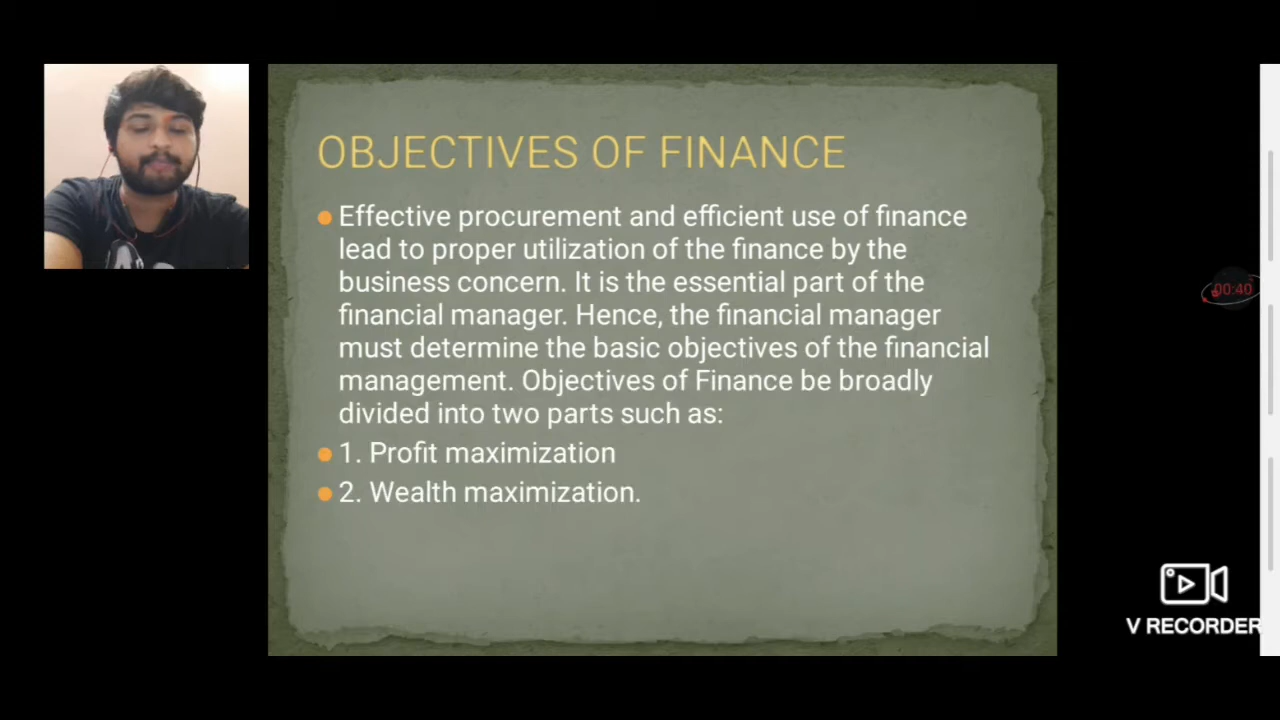 OBJECTIVES OF FINANCE
Effective procurement and efficient use of finance
lead to proper utilization of the finance by the
business concern. It is the essential part of the
financial manager. Hence, the financial manager
must determine the basic objectives of the financial
management. Objectives of Finance be broadly
divided into two parts such as:
1. Profit maximization
2. Wealth maximization.
00:40
V RECORDER